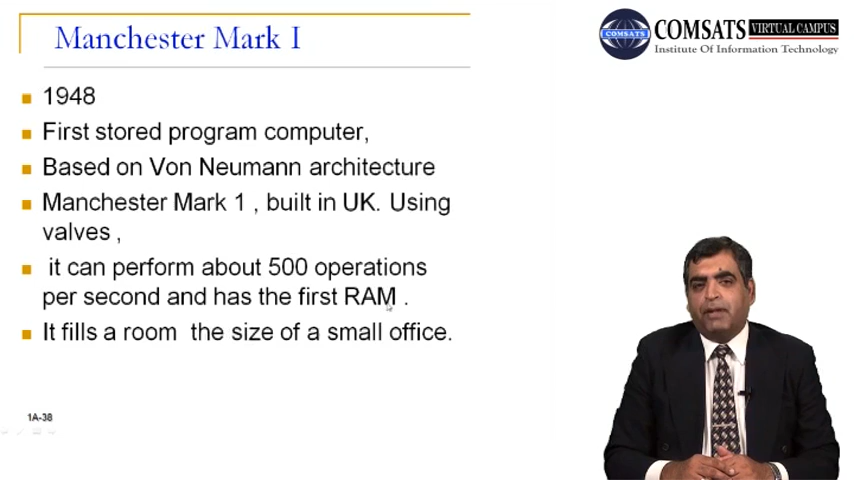 Manchester Mark I
COMSATS VIRTUAL CAMPUS
Institute Of Information Technology
COMSATS
1948
First stored program computer,
Based on Von Neumann architecture
Manchester Mark 1 , built in UK. Using
valves ,
it can perform about 500 operations
per second and has the first RAM .
It fills a room the size of a small office.
1A-38